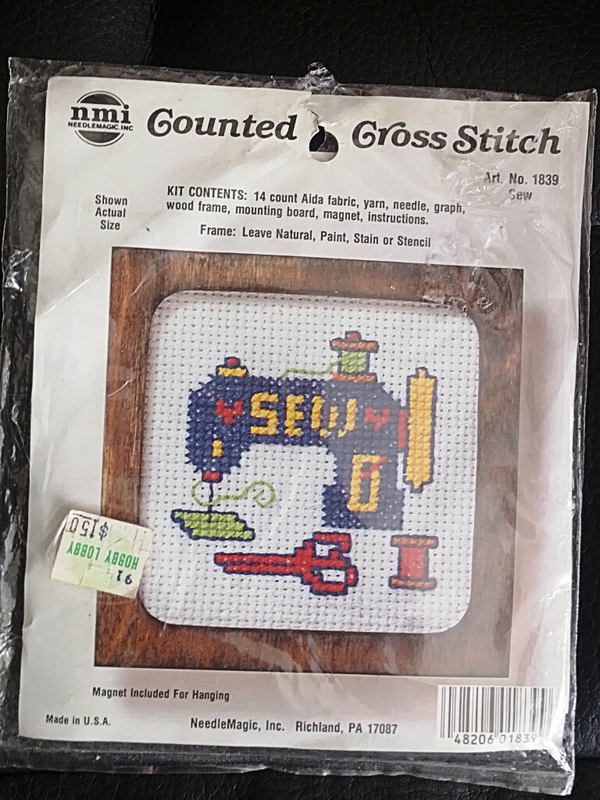 nmi
NEEDLEMAGIC, INC
Counted Cross Stitch
Art. No. 1839
Sew
Shown
Actual
Size
KIT CONTENTS: 14 count Aida fabric, yarn, needle, graph,
wood frame, mounting board, magnet, instructions.
Frame: Leave Natural, Paint, Stain or Stencil
SEW
91
HOBBY LOBBY
$150
Magnet Included For Hanging
Made in U.S.A.
NeedleMagic, Inc. Richland, PA 17087
48206 01839